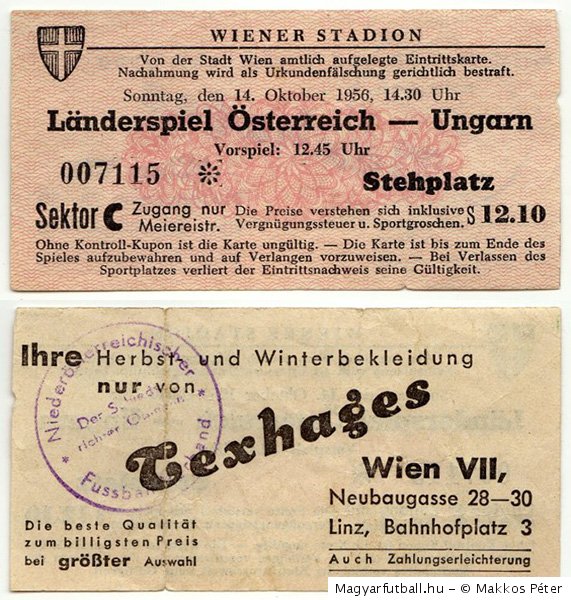 WIENER STADION
Von der Stadt Wien amtlich aufgelegte Eintrittskarte.
Nachahmung wird als Urkundenfälschung gerichtlich bestraft.
Sonntag, den 14. Oktober 1956, 14.30 Uhr
Länderspiel Österreich — Ungarn
Vorspiel: 12.45 Uhr
007115
Stehplatz
Sektor C Zugang nur Meiereistr. Die Preise verstehen sich inklusive Vergnügungssteuer u. Sportgroschen. S 12.10
Ohne Kontroll-Kupon ist die Karte ungültig. — Die Karte ist bis zum Ende des
Spieles aufzubewahren und auf Verlangen vorzuweisen. — Bei Verlassen des
Sportplatzes verliert der Eintrittsnachweis seine Gültigkeit.
Ihre Herbst- und Winterbekleidung
nur von
Texhages
Wien VII,
Neubaugasse 28—30
Linz, Bahnhofplatz 3
Auch Zahlungserleichterung
Die beste Qualität
zum billigsten Preis
bei größter Auswahl
Niederösterreichischer
Der
Magyarfutball.hu – © Makkos Péter